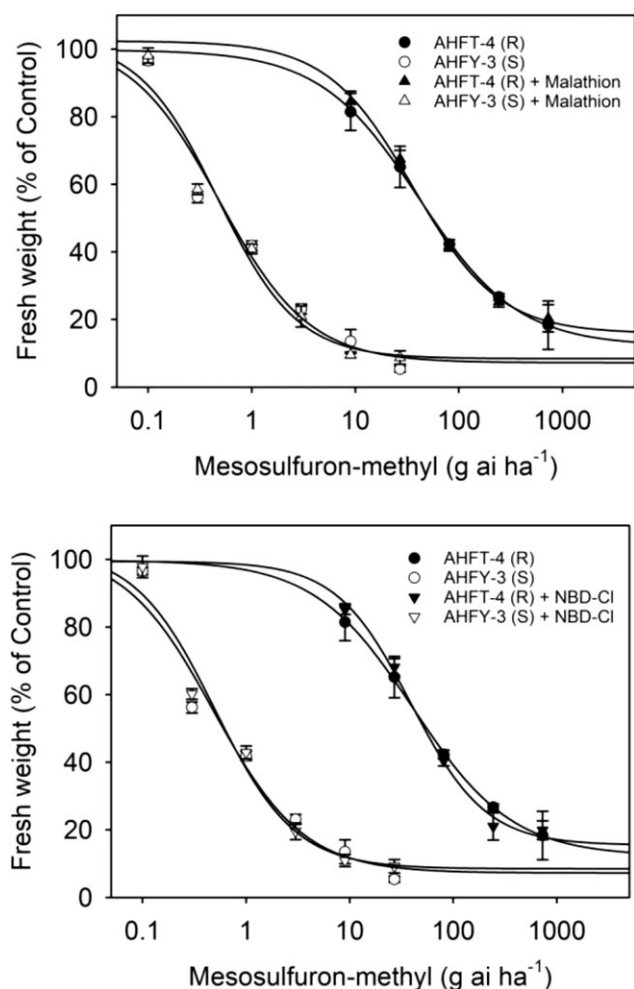 100
80
60
40
20
0
Fresh weight (% of Control)
AHFT-4 (R)
AHFY-3 (S)
AHFT-4 (R) + Malathion
AHFY-3 (S) + Malathion
0.1 1 10 100 1000
Mesosulfuron-methyl (g ai ha⁻¹)
100
80
60
40
20
0
Fresh weight (% of Control)
AHFT-4 (R)
AHFY-3 (S)
AHFT-4 (R) + NBD-Cl
AHFY-3 (S) + NBD-Cl
0.1 1 10 100 1000
Mesosulfuron-methyl (g ai ha⁻¹)